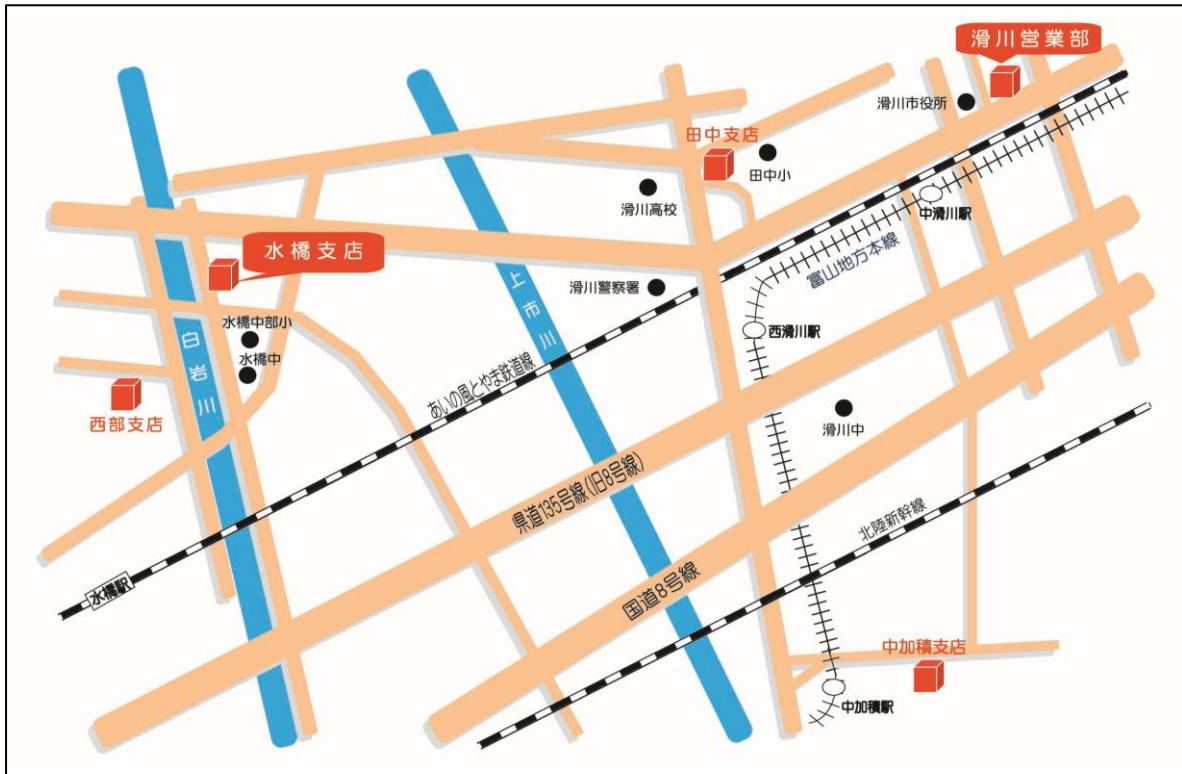 滑川営業部
滑川市役所
田中支店
田中小
滑川高校
中滑川駅
富山地方本線
水橋支店
上市川
滑川警察署
西滑川駅
水橋中部小
水橋中
白岩川
西部支店
あいの風とやま鉄道線
滑川中
県道135号線(旧8号線)
北陸新幹線
国道8号線
水橋駅
中加積支店
中加積駅